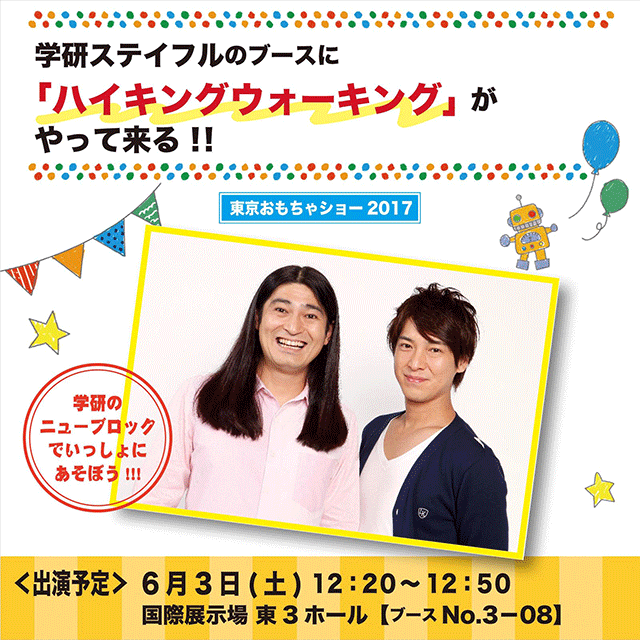 学研ステイフルのブースに
「ハイキングウォーキング」が
やって来る!!
東京おもちゃショー2017
学研の
ニューブロック
でいっしょに
あそぼう!!!
<出演予定> 6月3日(土) 12:20〜12:50
国際展示場 東3ホール【ブースNo.3−08】